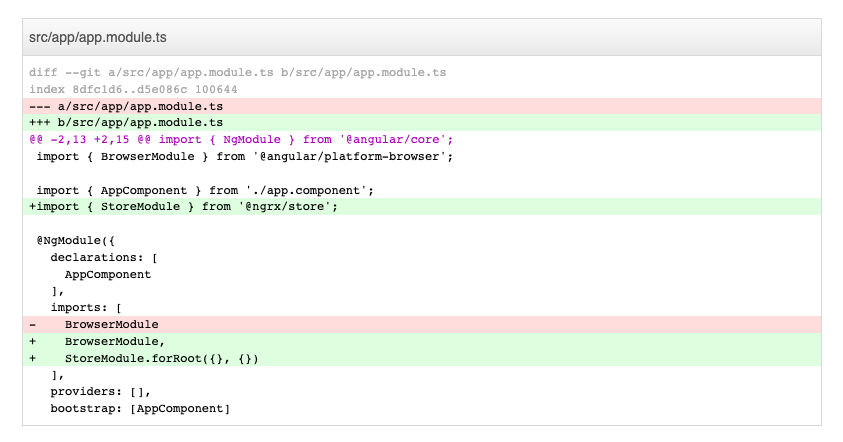 src/app/app.module.ts
diff --git a/src/app/app.module.ts b/src/app/app.module.ts
index 8dfc1d6..d5e086c 100644
--- a/src/app/app.module.ts
+++ b/src/app/app.module.ts
@@ -2,13 +2,15 @@ import { NgModule } from '@angular/core';
 import { BrowserModule } from '@angular/platform-browser';

 import { AppComponent } from './app.component';
+import { StoreModule } from '@ngrx/store';

 @NgModule({
   declarations: [
     AppComponent
   ],
   imports: [
-    BrowserModule
+    BrowserModule,
+    StoreModule.forRoot({}, {})
   ],
   providers: [],
   bootstrap: [AppComponent]